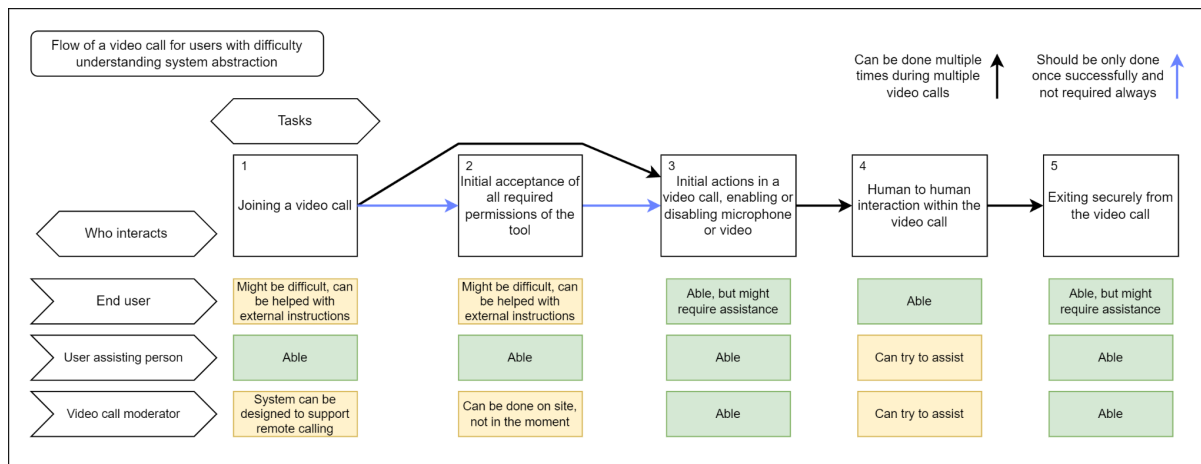 Flow of a video call for users with difficulty
understanding system abstraction
Can be done multiple
times during multiple
video calls
Should be only done
once successfully and
not required always
Tasks
Who interacts
1
Joining a video call
2
Initial acceptance of
all required
permissions of the
tool
3
Initial actions in a
video call, enabling or
disabling microphone
or video
4
Human to human
interaction within the
video call
5
Exiting securely from
the video call
End user
Might be difficult, can
be helped with
external instructions
Might be difficult, can
be helped with
external instructions
Able, but might
require assistance
Able
Able, but might
require assistance
User assisting person
Able
Able
Able
Can try to assist
Able
Video call moderator
System can be
designed to support
remote calling
Can be done on site,
not in the moment
Able
Can try to assist
Able